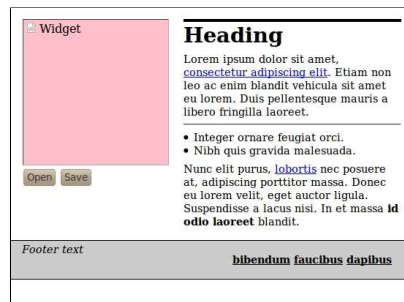 Widget
Open Save
Heading
Lorem ipsum dolor sit amet,
consectetur adipiscing elit. Etiam non
leo ac enim blandit vehicula sit amet
eu lorem. Duis pellentesque mauris a
libero fringilla laoreet.
Integer ornare feugiat orci.
Nibh quis gravida malesuada.
Nunc elit purus, lobortis nec posuere
at, adipiscing porttitor massa. Donec
eu lorem velit, eget auctor ligula.
Suspendisse a lacus nisi. In et massa id
odio laoreet blandit.
Footer text
bibendum faucibus dapibus